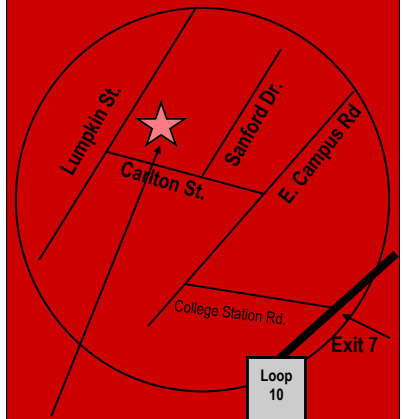 Lumpkin St.
Sanford Dr.
Carlton St.
E. Campus Rd
College Station Rd.
Exit 7
Loop
10